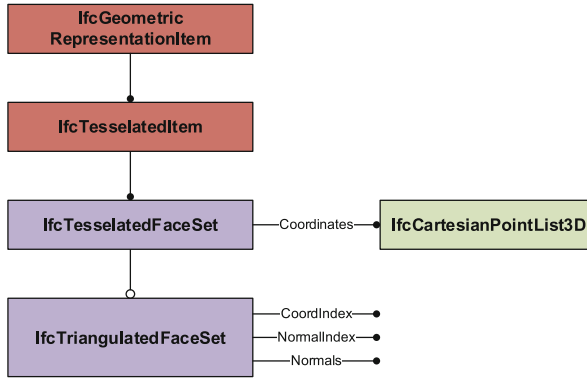 IfcGeometric
RepresentationItem
IfcTesselatedItem
IfcTesselatedFaceSet
Coordinates
IfcCartesianPointList3D
IfcTriangulatedFaceSet
CoordIndex
NormalIndex
Normals